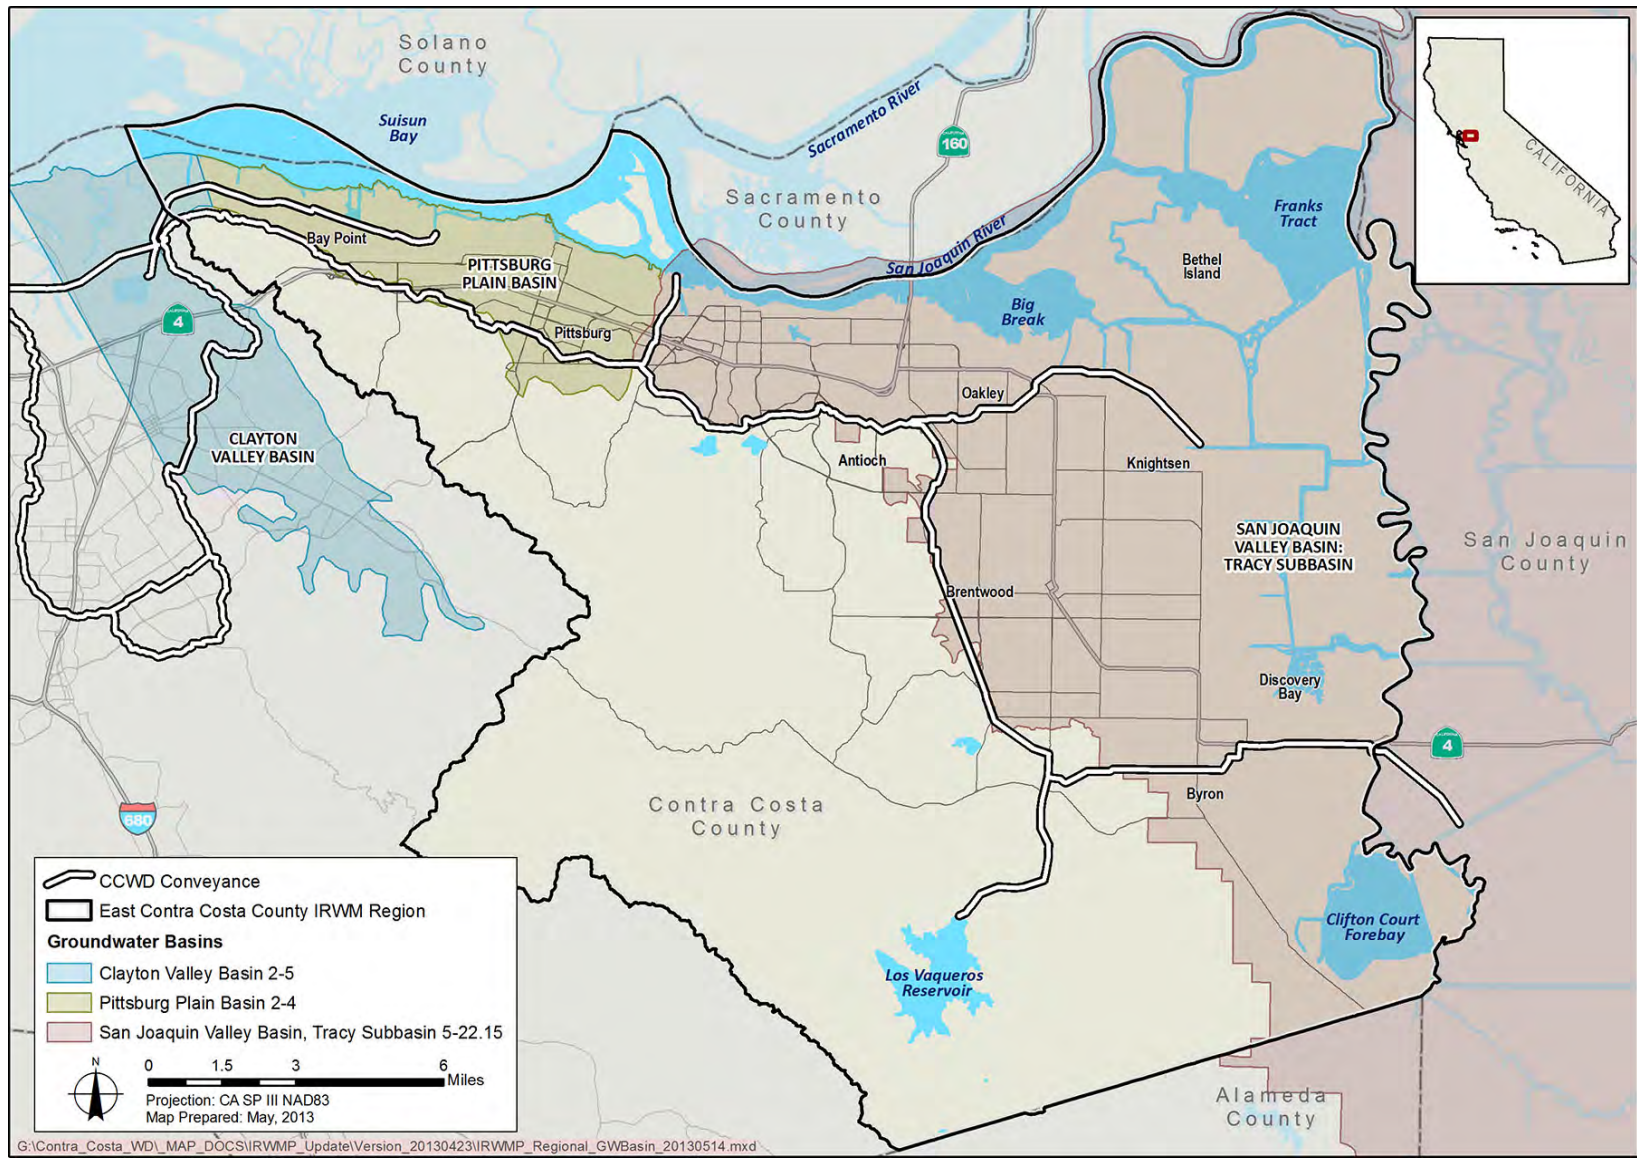 Solano
County
Suisun
Bay
Sacramento River
CALIFORNIA
160
Sacramento
County
San Joaquin River
Franks
Tract
Bethel
Island
Big
Break
Bay Point
PITTSBURG
PLAIN BASIN
CALIFORNIA
4
Pittsburg
Oakley
CLAYTON
VALLEY BASIN
Antioch
Knightsen
SAN JOAQUIN
VALLEY BASIN:
TRACY SUBBASIN
San Joaquin
County
Brentwood
Discovery
Bay
CALIFORNIA
4
Byron
Contra Costa
County
680
Clifton Court
Forebay
Los Vaqueros
Reservoir
Alameda
County
CALIFORNIA
CCWD Conveyance
East Contra Costa County IRWM Region
Groundwater Basins
Clayton Valley Basin 2-5
Pittsburg Plain Basin 2-4
San Joaquin Valley Basin, Tracy Subbasin 5-22.15
N
0 1.5 3 6
Miles
Projection: CA SP III NAD83
Map Prepared: May, 2013
G:\Contra_Costa_WD\_MAP_DOCS\IRWMP_Update\Version_20130423\IRWMP_Regional_GWBasin_20130514.mxd